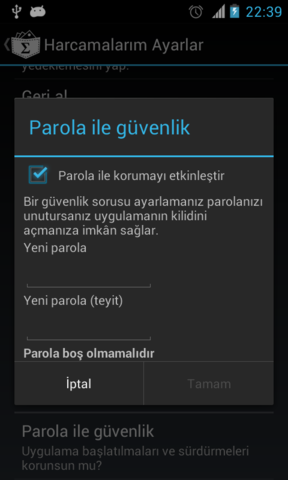 22:39
Harcamalarım Ayarlar
yedeklemesini yap.
Geri al
Parola ile güvenlik
Parola ile korumayı etkinleştir
Bir güvenlik sorusu ayarlamanız parolanızı
unutursanız uygulamanın kilidini
açmanıza imkân sağlar.
Yeni parola
Yeni parola (teyit)
Parola boş olmamalıdır
İptal
Tamam
Parola ile güvenlik
Uygulama başlatılmaları ve sürdürmeleri
korunsun mu?